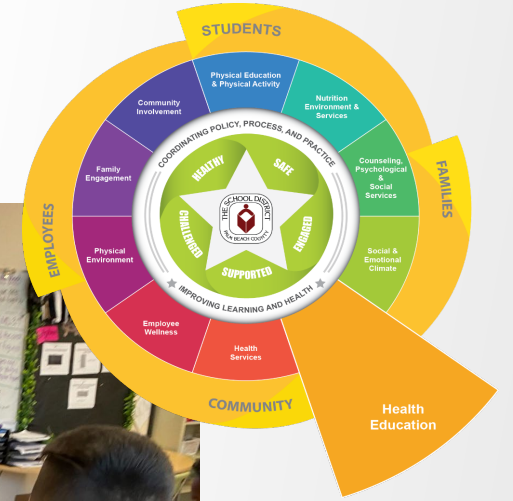 STUDENTS
Physical Education
& Physical Activity
Nutrition
Environment &
Services
Counseling,
Psychological
&
Social
Services
FAMILIES
Social &
Emotional
Climate
Health
Education
COMMUNITY
Health
Services
Employee
Wellness
Physical
Environment
EMPLOYEES
Family
Engagement
Community
Involvement
COORDINATING POLICY, PROCESS, AND PRACTICE
IMPROVING LEARNING AND HEALTH
HEALTHY
SAFE
ENGAGED
SUPPORTED
CHALLENGED
THE SCHOOL DISTRICT
PALM BEACH COUNTY